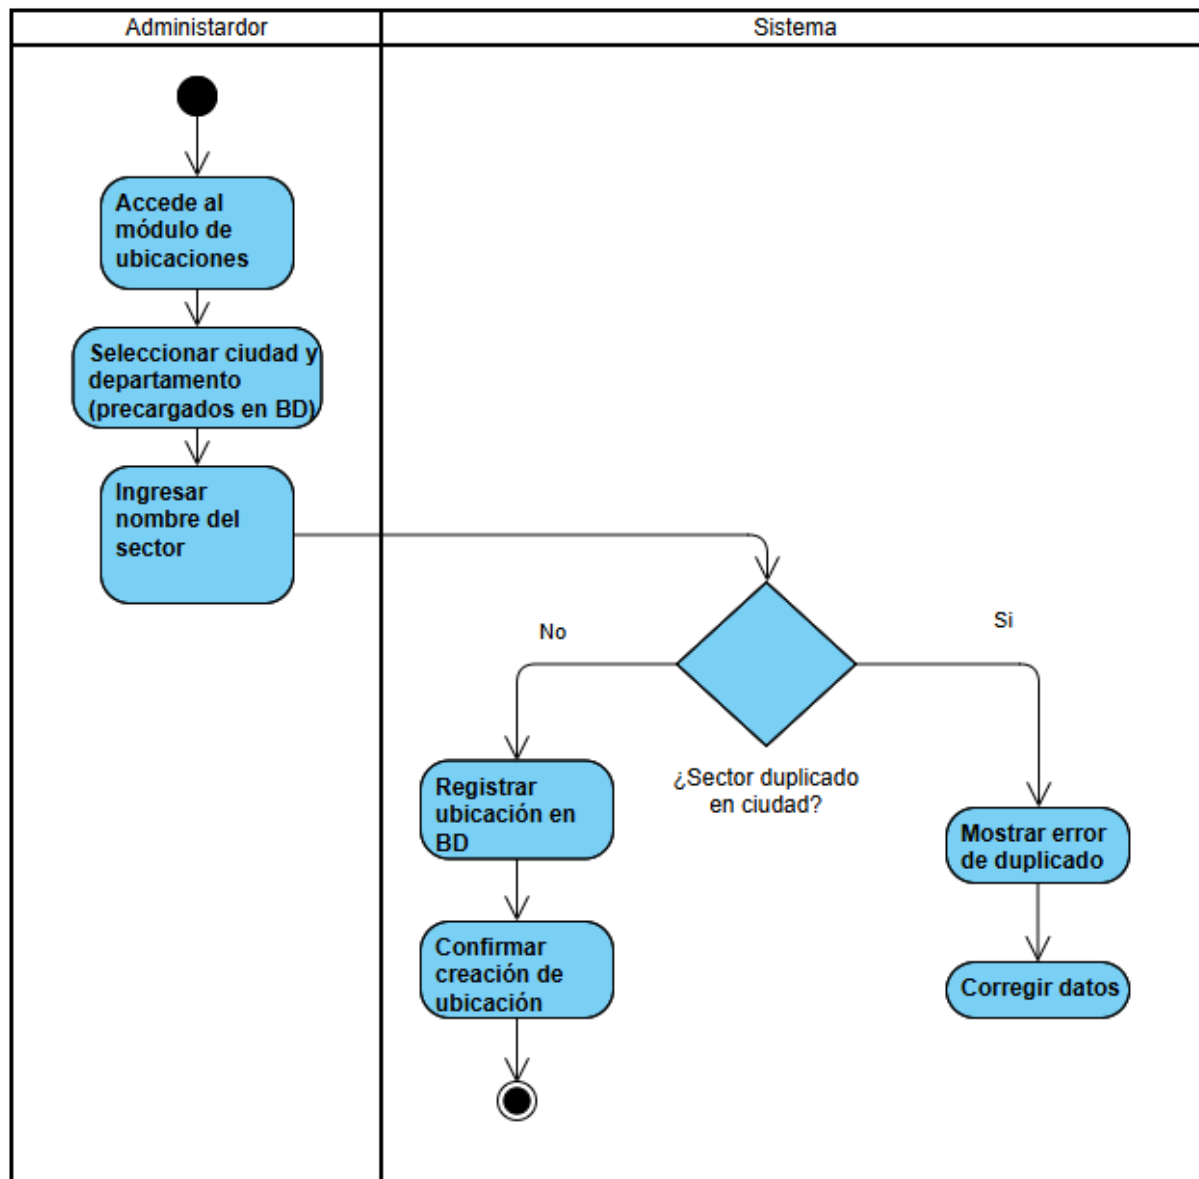 Administardor
Sistema
Accede al
módulo de
ubicaciones
Seleccionar ciudad y
departamento
(precargados en BD)
Ingresar
nombre del
sector
No
Si
¿Sector duplicado
en ciudad?
Registrar
ubicación en
BD
Mostrar error
de duplicado
Confirmar
creación de
ubicación
Corregir datos